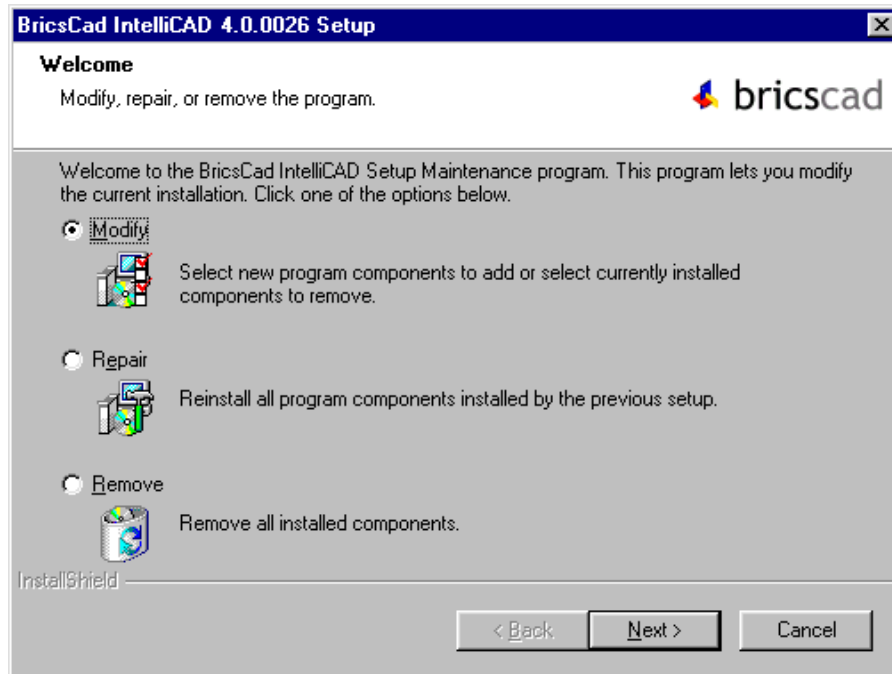 BricsCad IntelliCAD 4.0.0026 Setup
Welcome
Modify, repair, or remove the program.
bricscad
Welcome to the BricsCad IntelliCAD Setup Maintenance program. This program lets you modify
the current installation. Click one of the options below.
Modify
Select new program components to add or select currently installed
components to remove.
Repair
Reinstall all program components installed by the previous setup.
Remove
Remove all installed components.
InstallShield
< Back
Next >
Cancel